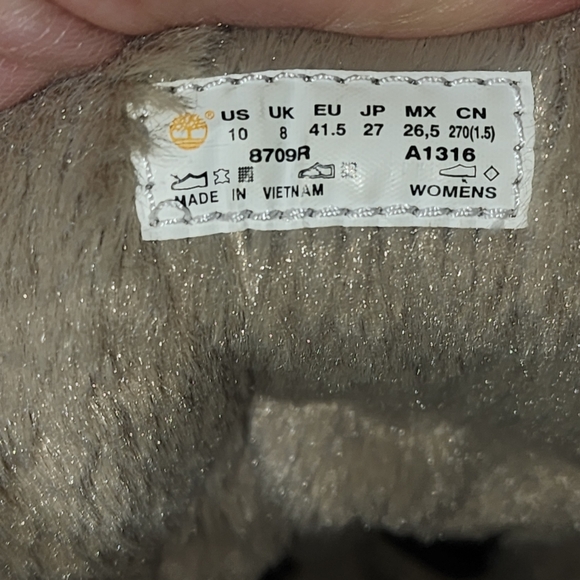 US UK EU JP MX CN
10 8 41.5 27 26,5 270(1.5)
8709R A1316
MADE IN VIETNAM WOMENS